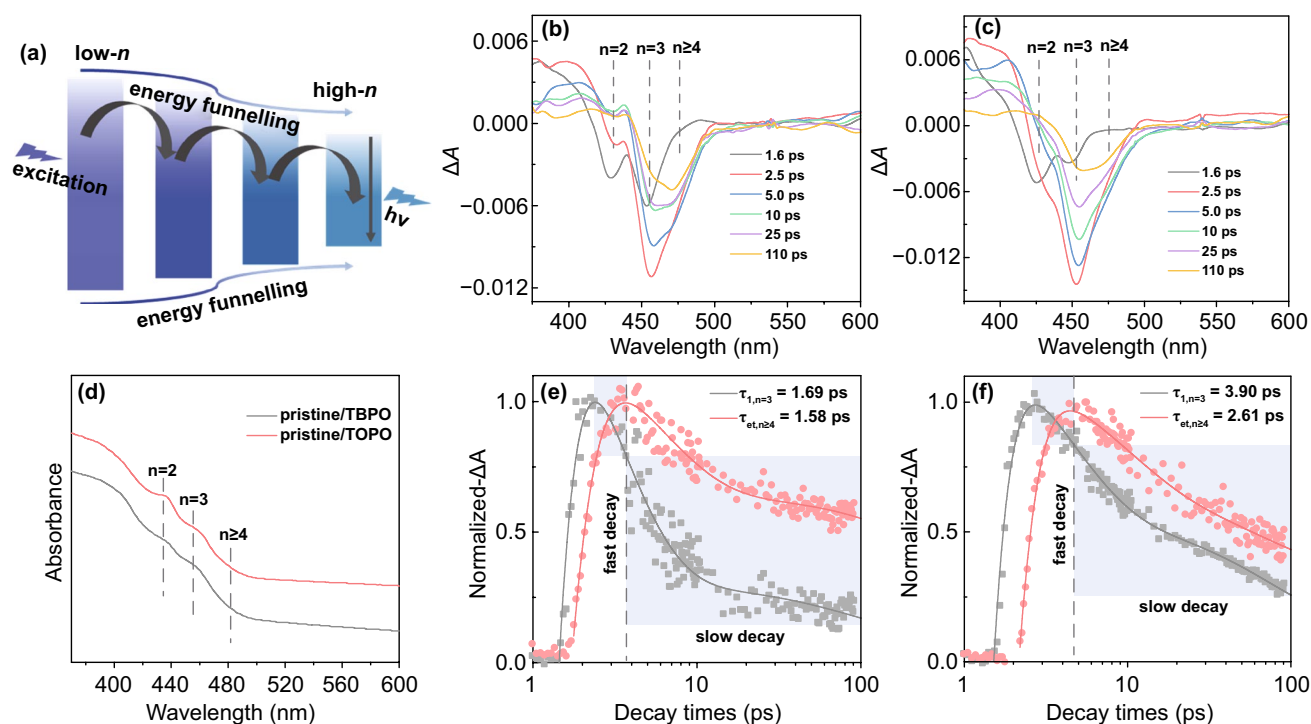 (a)
low-n
high-n
energy funnelling
excitation
hv
energy funnelling
(b)
n=2
n=3
n≥4
0.006
0.000
-0.006
-0.012
ΔA
1.6 ps
2.5 ps
5.0 ps
10 ps
25 ps
110 ps
400
450
500
550
600
Wavelength (nm)
(c)
n=2
n=3
n≥4
0.006
0.000
-0.006
-0.012
ΔA
1.6 ps
2.5 ps
5.0 ps
10 ps
25 ps
110 ps
400
450
500
550
600
Wavelength (nm)
(d)
pristine/TBPO
pristine/TOPO
n=2
n=3
n≥4
Absorbance
400
440
480
520
560
600
Wavelength (nm)
(e)
τ1,n=3 = 1.69 ps
τet,n≥4 = 1.58 ps
1.0
0.5
0.0
Normalized-ΔA
fast decay
slow decay
1
10
100
Decay times (ps)
(f)
τ1,n=3 = 3.90 ps
τet,n≥4 = 2.61 ps
1.0
0.5
0.0
Normalized-ΔA
fast decay
slow decay
1
10
100
Decay times (ps)